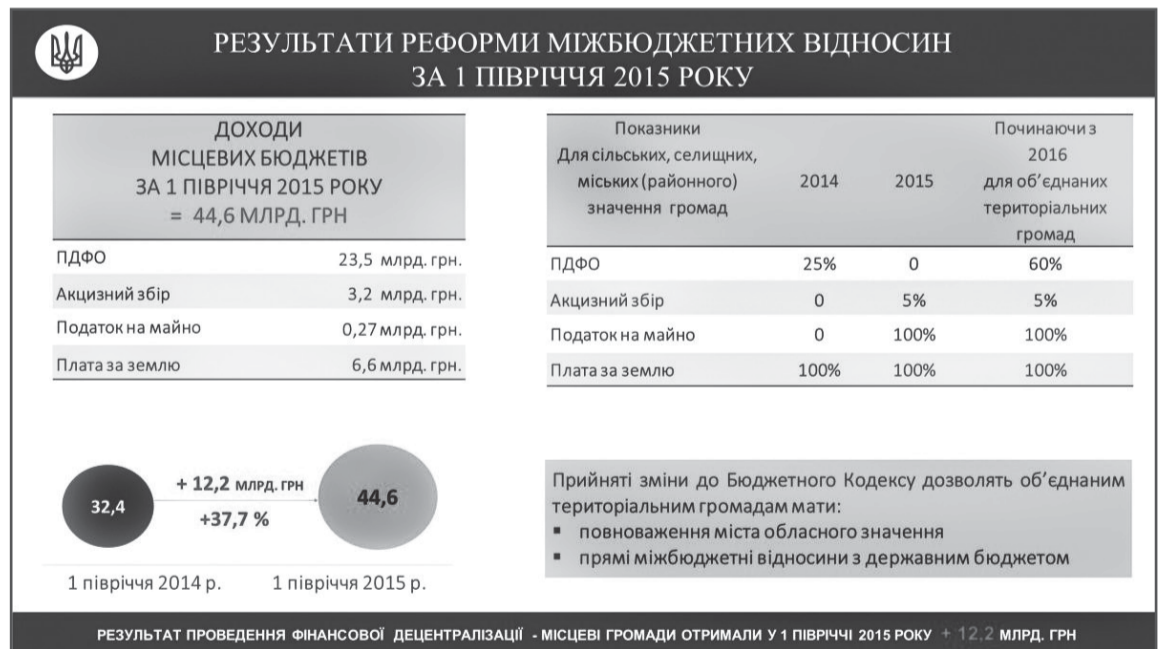 РЕЗУЛЬТАТИ РЕФОРМИ МІЖБЮДЖЕТНИХ ВІДНОСИН
ЗА 1 ПІВРІЧЧЯ 2015 РОКУ
ДОХОДИ
МІСЦЕВИХ БЮДЖЕТІВ
ЗА 1 ПІВРІЧЧЯ 2015 РОКУ
= 44,6 МЛРД. ГРН
ПДФО 23,5 млрд. грн.
Акцизний збір 3,2 млрд. грн.
Податок на майно 0,27 млрд. грн.
Плата за землю 6,6 млрд. грн.
32,4
+ 12,2 МЛРД. ГРН
+37,7 %
44,6
1 півріччя 2014 р. 1 півріччя 2015 р.
Показники
Для сільських, селищних,
міських (районного)
значення громад
2014
2015
Починаючи з
2016
для об’єднаних
територіальних
громад
ПДФО 25% 0 60%
Акцизний збір 0 5% 5%
Податок на майно 0 100% 100%
Плата за землю 100% 100% 100%
Прийняті зміни до Бюджетного Кодексу дозволять об’єднаним
територіальним громадам мати:
▪ повноваження міста обласного значення
▪ прямі міжбюджетні відносини з державним бюджетом
РЕЗУЛЬТАТ ПРОВЕДЕННЯ ФІНАНСОВОЇ ДЕЦЕНТРАЛІЗАЦІЇ - МІСЦЕВІ ГРОМАДИ ОТРИМАЛИ У 1 ПІВРІЧЧІ 2015 РОКУ + 12,2 МЛРД. ГРН